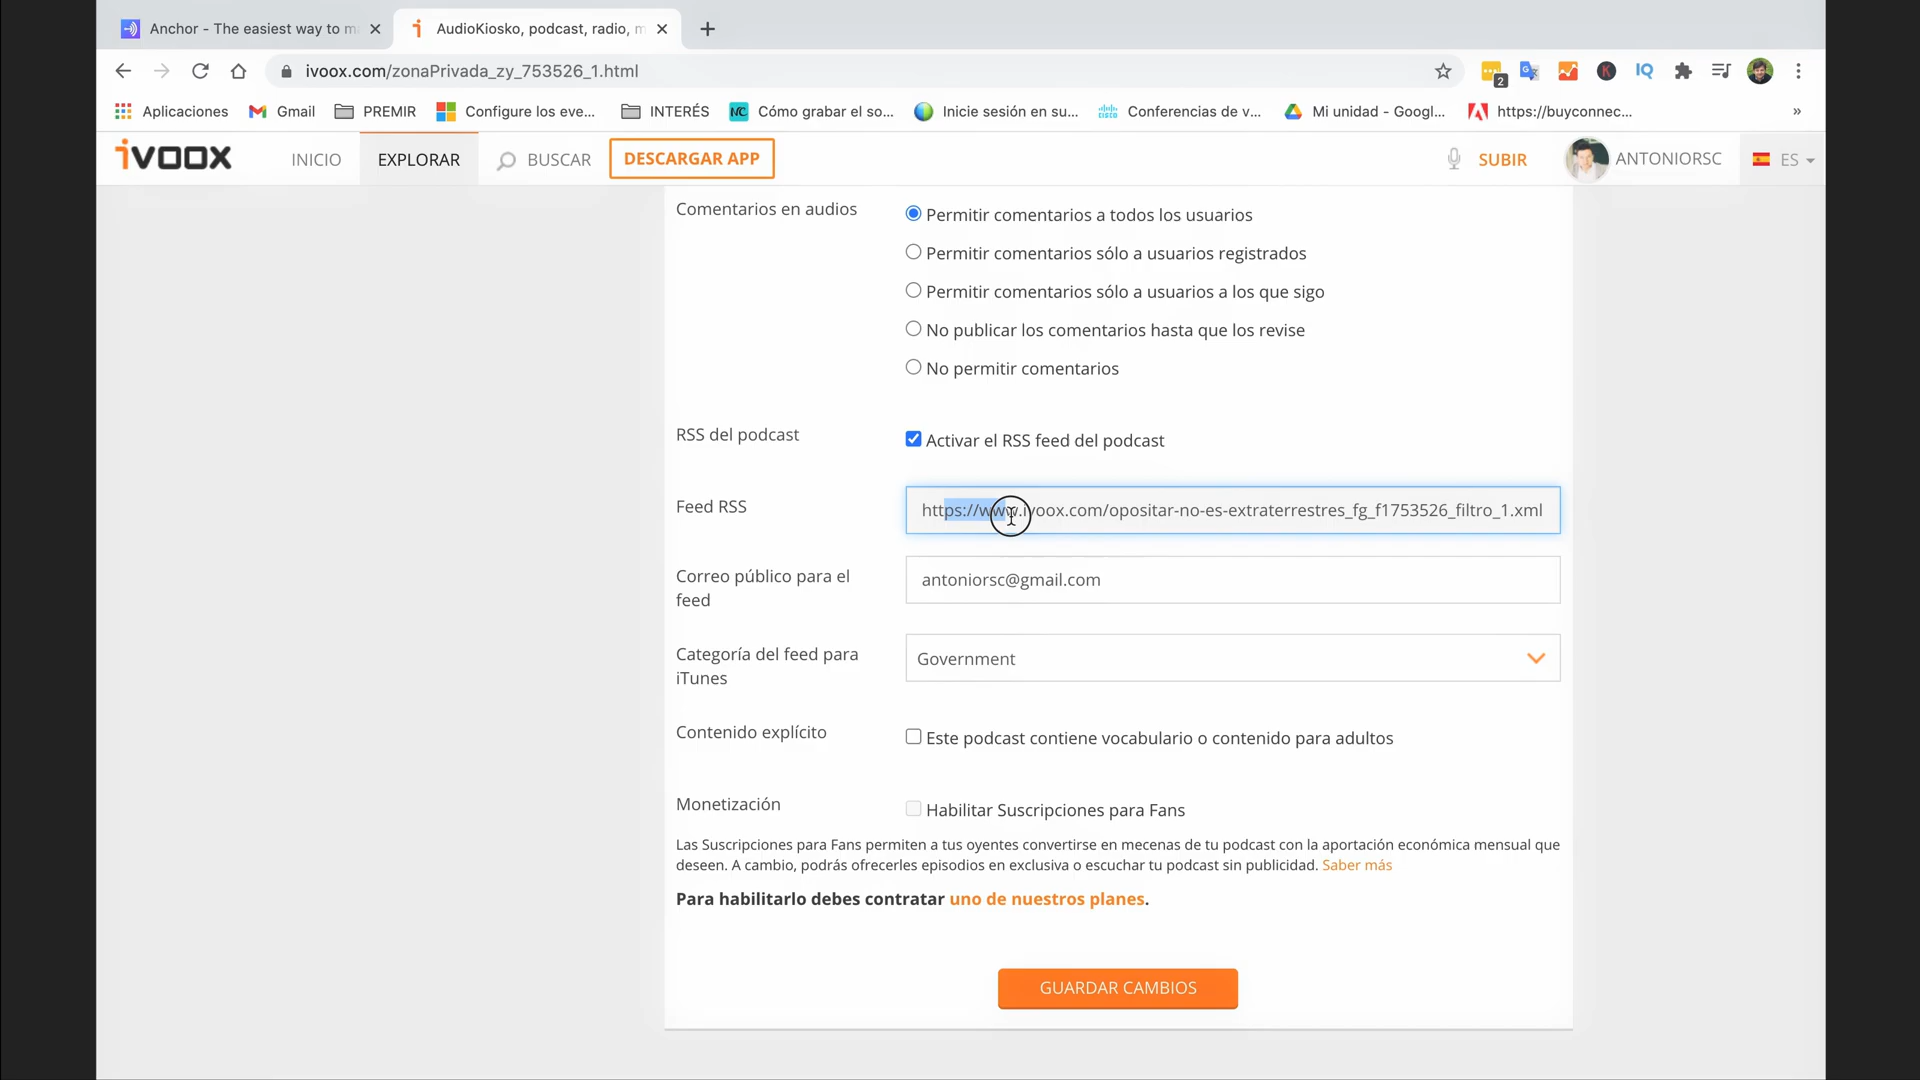 Anchor - The easiest way to m
AudioKiosko, podcast, radio, m
ivoox.com/zonaPrivada_zy_753526_1.html
2
K
IQ
Aplicaciones
Gmail
PREMIR
Configure los eve...
INTERÉS
NC
Cómo grabar el so...
Inicie sesión en su...
Conferencias de v...
Mi unidad - Googl...
https://buyconnec...
»
iVOOX
INICIO
EXPLORAR
BUSCAR
DESCARGAR APP
SUBIR
ANTONIORSC
ES
Comentarios en audios
Permitir comentarios a todos los usuarios
Permitir comentarios sólo a usuarios registrados
Permitir comentarios sólo a usuarios a los que sigo
No publicar los comentarios hasta que los revise
No permitir comentarios
RSS del podcast
Activar el RSS feed del podcast
Feed RSS
https://www.ivoox.com/opositar-no-es-extraterrestres_fg_f1753526_filtro_1.xml
Correo público para el
feed
antoniorsc@gmail.com
Categoría del feed para
iTunes
Government
Contenido explícito
Este podcast contiene vocabulario o contenido para adultos
Monetización
Habilitar Suscripciones para Fans
Las Suscripciones para Fans permiten a tus oyentes convertirse en mecenas de tu podcast con la aportación económica mensual que
deseen. A cambio, podrás ofrecerles episodios en exclusiva o escuchar tu podcast sin publicidad. Saber más
Para habilitarlo debes contratar uno de nuestros planes.
GUARDAR CAMBIOS